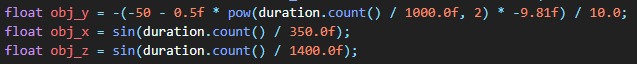 float obj_y = -(-50 - 0.5f * pow(duration.count() / 1000.0f, 2) * -9.81f) / 10.0;
float obj_x = sin(duration.count() / 350.0f);
float obj_z = sin(duration.count() / 1400.0f);